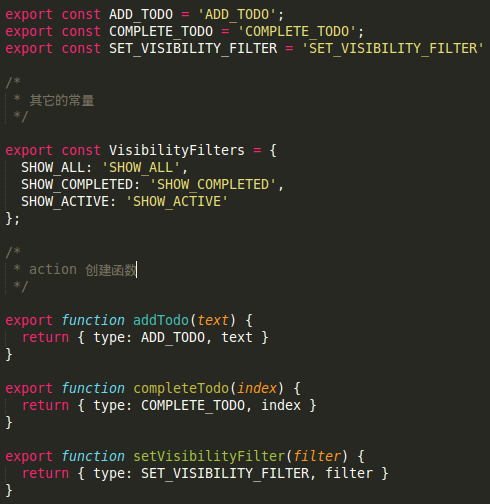 export const ADD_TODO = 'ADD_TODO';
export const COMPLETE_TODO = 'COMPLETE_TODO';
export const SET_VISIBILITY_FILTER = 'SET_VISIBILITY_FILTER'
/*
 * 其它的常量
 */
export const VisibilityFilters = {
  SHOW_ALL: 'SHOW_ALL',
  SHOW_COMPLETED: 'SHOW_COMPLETED',
  SHOW_ACTIVE: 'SHOW_ACTIVE'
};
/*
 * action 创建函数
 */
export function addTodo(text) {
  return { type: ADD_TODO, text }
}
export function completeTodo(index) {
  return { type: COMPLETE_TODO, index }
}
export function setVisibilityFilter(filter) {
  return { type: SET_VISIBILITY_FILTER, filter }
}